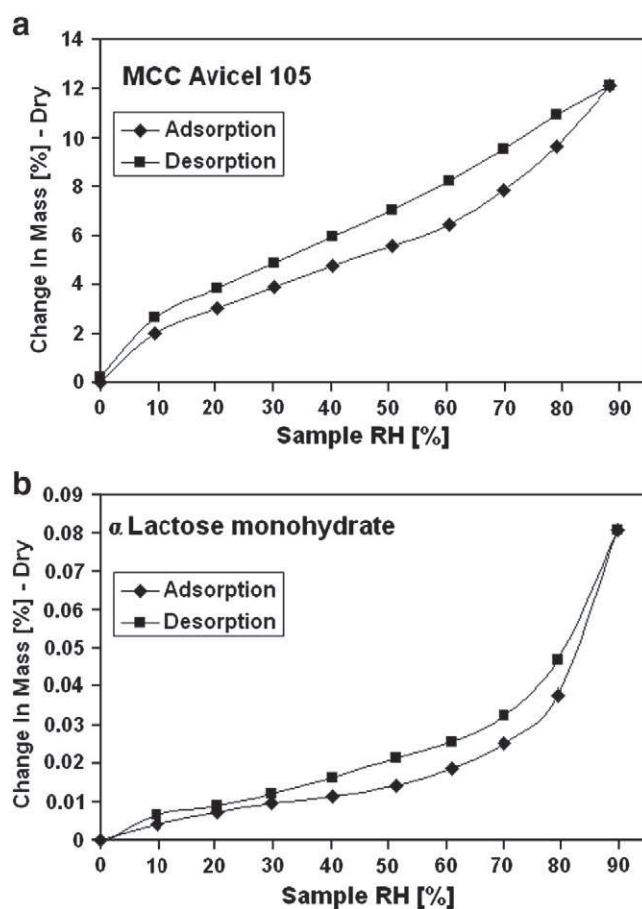 a
14
12
10
8
6
4
2
0
Change In Mass [%] - Dry
MCC Avicel 105
Adsorption
Desorption
0 10 20 30 40 50 60 70 80 90
Sample RH [%]
b
0.09
0.08
0.07
0.06
0.05
0.04
0.03
0.02
0.01
0
Change In Mass [%] - Dry
α Lactose monohydrate
Adsorption
Desorption
0 10 20 30 40 50 60 70 80 90
Sample RH [%]